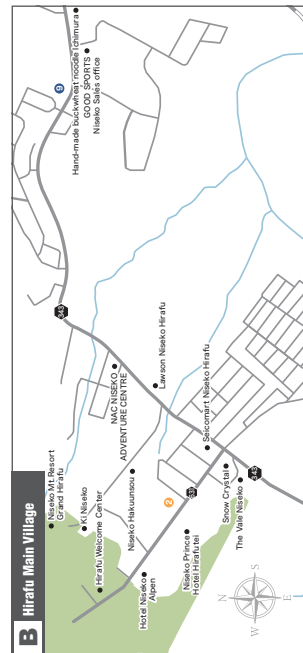 B Hirafu Main Village
Niseko Mt.Resort
Grand Hirafu
Ki Niseko
Hirafu Welcome Center
Hotel Niseko
Alpen
Niseko Hakuunsou
NAC NISEKO
ADVENTURE CENTRE
Lawson Niseko Hirafu
Seicomart Niseko Hirafu
Niseko Prince
Hotel Hirafutei
Snow Crystal
The Vale Niseko
Hand-made buckwheat noodle Ichimura
GOOD SPORTS
Niseko Sales office
9
2
343
343
N
E
S
W